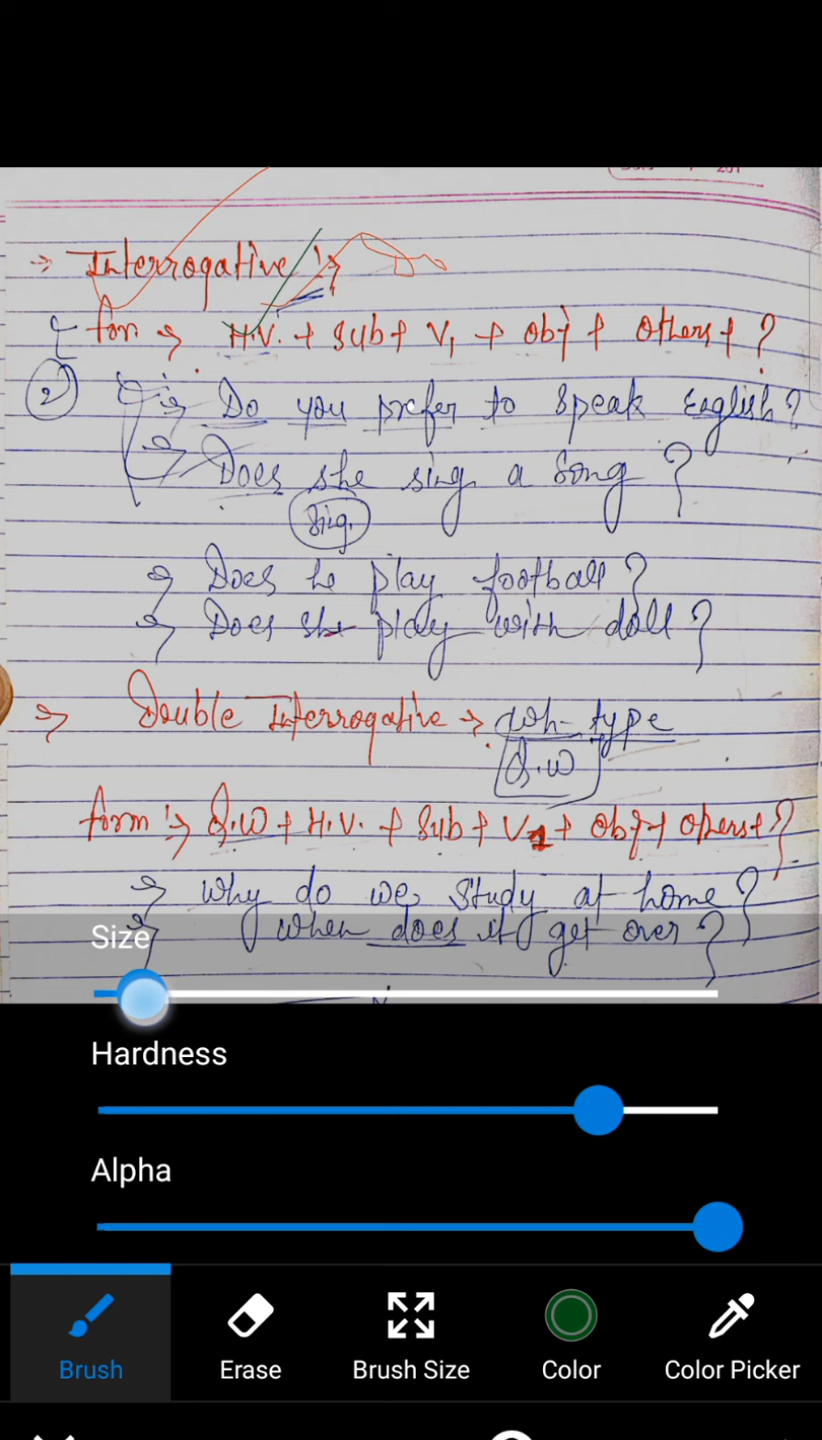 → Interrogative :→
form → H.V. + Sub + V₁ + Obj + Others + ?
② → Do you prefer to speak English?
→ Does she sing a song ?
Sing.
→ Does he play football ?
→ Does she play with doll ?
→ Double Interrogative → wh-type
Q.W
form :→ Q.W + H.V. + Sub + V1 + Obj + others + ?
→ Why do we study at home ?
→ when does it get over ?
Size
Hardness
Alpha
Brush
Erase
Brush Size
Color
Color Picker